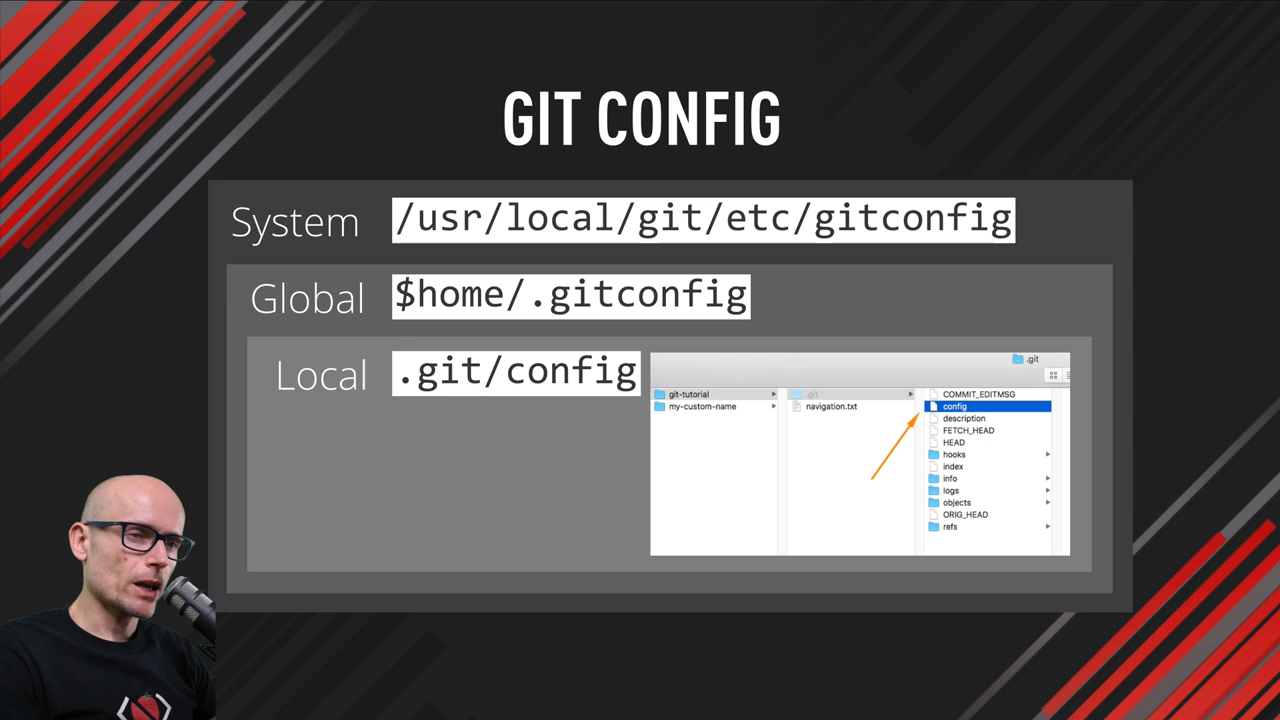 GIT CONFIG
System /usr/local/git/etc/gitconfig
Global $home/.gitconfig
Local .git/config
.git
git-tutorial .git COMMIT_EDITMSG
my-custom-name navigation.txt config
description
FETCH_HEAD
HEAD
hooks
index
info
logs
objects
ORIG_HEAD
refs